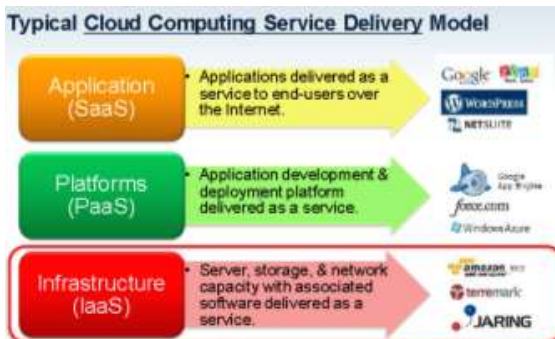 Typical Cloud Computing Service Delivery Model
Application
(SaaS)
• Applications delivered as a
service to end-users over
the Internet.
Google
WORDPRESS
NETSUITE
Platforms
(PaaS)
• Application development &
deployment platform
delivered as a service.
Google
App Engine
force.com
Windows Azure
Infrastructure
(IaaS)
• Server, storage, & network
capacity with associated
software delivered as a
service.
amazon
terremark
JARING